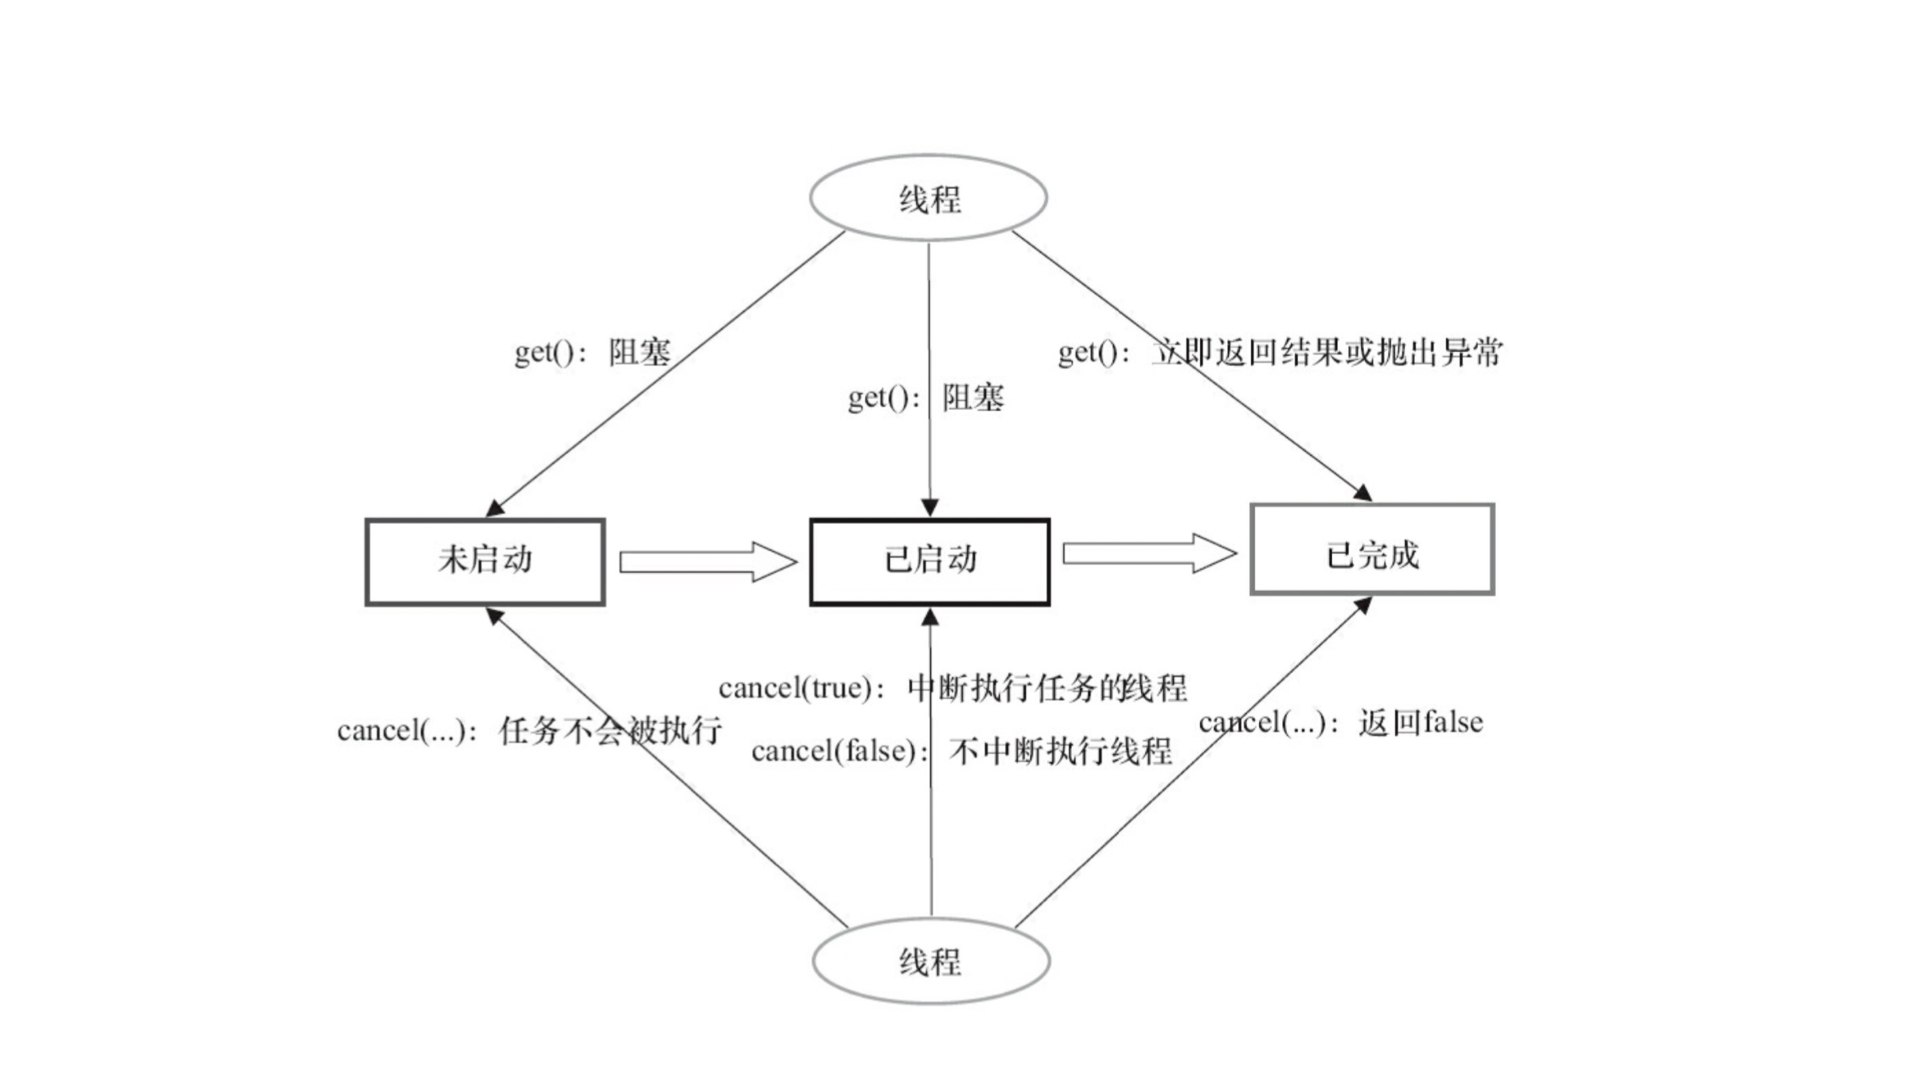 线程
get()：阻塞
get()：立即返回结果或抛出异常
get()：阻塞
未启动
已启动
已完成
cancel(true)：中断执行任务的线程
cancel(...)：任务不会被执行
cancel(...)：返回false
cancel(false)：不中断执行线程
线程